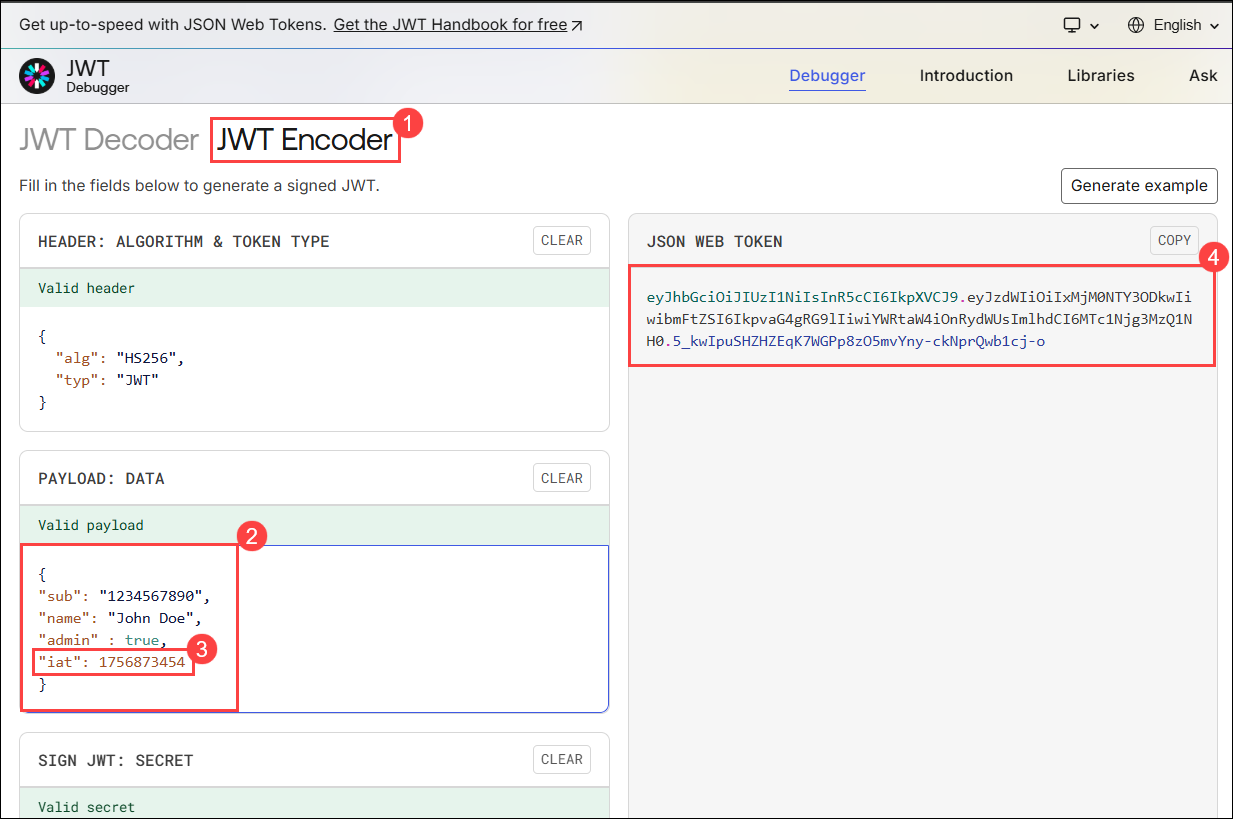 Get up-to-speed with JSON Web Tokens. Get the JWT Handbook for free
English
JWT
Debugger
Debugger
Introduction
Libraries
Ask
JWT Decoder
JWT Encoder
1
Fill in the fields below to generate a signed JWT.
Generate example
HEADER: ALGORITHM & TOKEN TYPE
CLEAR
Valid header
{
"alg": "HS256",
"typ": "JWT"
}
PAYLOAD: DATA
CLEAR
Valid payload
2
{
"sub": "1234567890",
"name": "John Doe",
"admin" : true,
3
"iat": 1756873454
}
SIGN JWT: SECRET
CLEAR
Valid secret
JSON WEB TOKEN
COPY
4
eyJhbGciOiJIUzI1NiIsInR5cCI6IkpXVCJ9.eyJzdWIiOiIxMjM0NTY3ODkwIi
wibmFtZSI6IkpvaG4gRG9lIiwiYWRtaW4iOnRydWUsImlhdCI6MTc1Njg3MzQ1N
H0.5_kwIpuSHZHZEqK7WGPp8zO5mvYny-ckNprQwb1cj-o